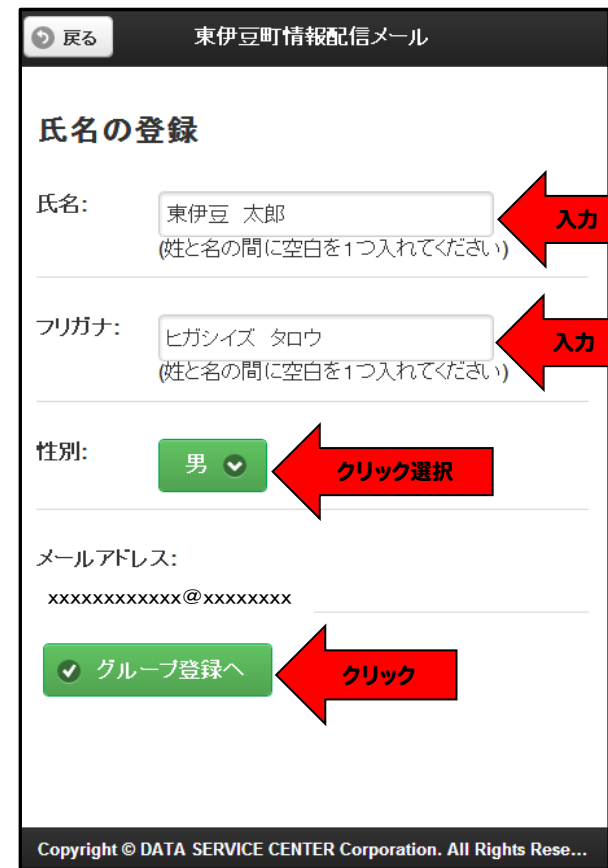 戻る 東伊豆町情報配信メール
氏名の登録
氏名: 東伊豆 太郎 入力
(姓と名の間に空白を1つ入れてください)
フリガナ: ヒガシイズ タロウ 入力
(姓と名の間に空白を1つ入れてください)
性別: 男 クリック選択
メールアドレス:
xxxxxxxxxxxx@xxxxxxxx
グループ登録へ クリック
Copyright © DATA SERVICE CENTER Corporation. All Rights Rese...